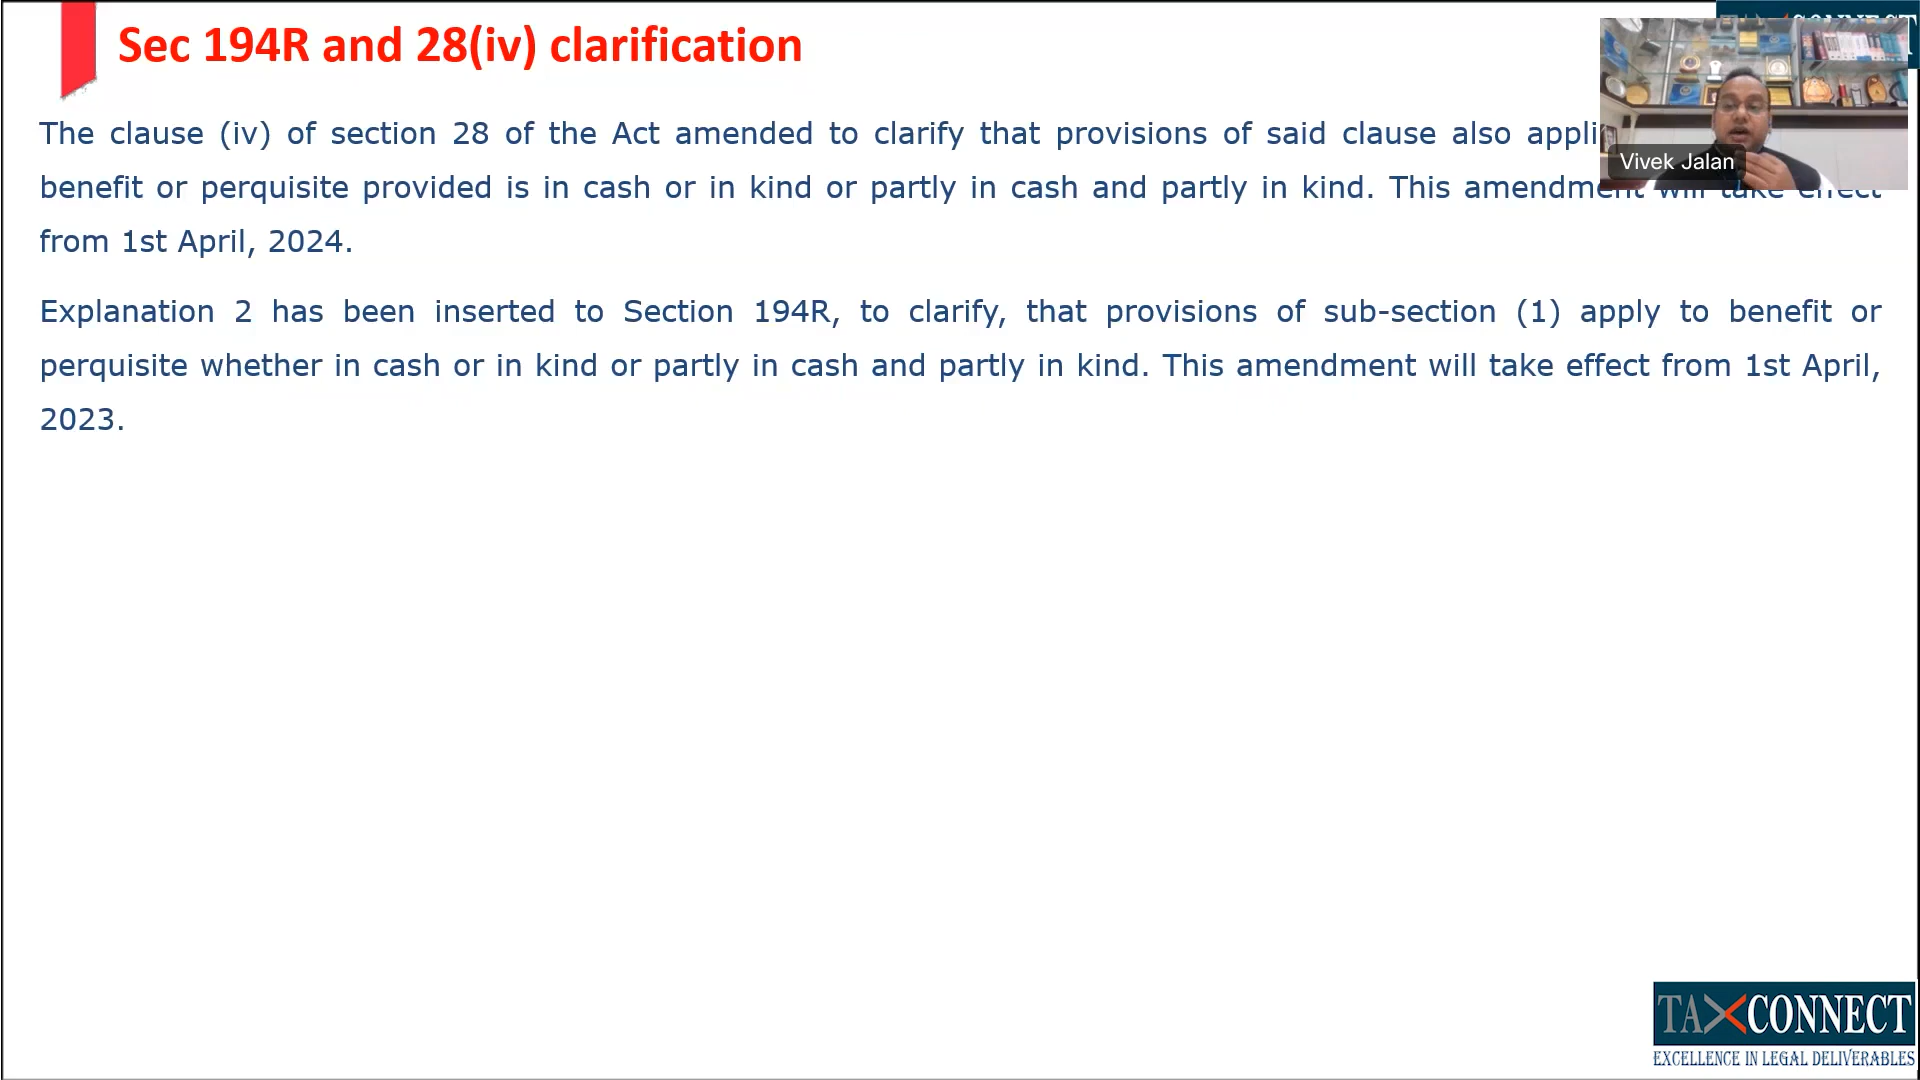 Sec 194R and 28(iv) clarification
The clause (iv) of section 28 of the Act amended to clarify that provisions of said clause also appli
benefit or perquisite provided is in cash or in kind or partly in cash and partly in kind. This amendment will take effect
from 1st April, 2024.
Explanation 2 has been inserted to Section 194R, to clarify, that provisions of sub-section (1) apply to benefit or
perquisite whether in cash or in kind or partly in cash and partly in kind. This amendment will take effect from 1st April,
2023.
Vivek Jalan
TAXCONNECT
EXCELLENCE IN LEGAL DELIVERABLES